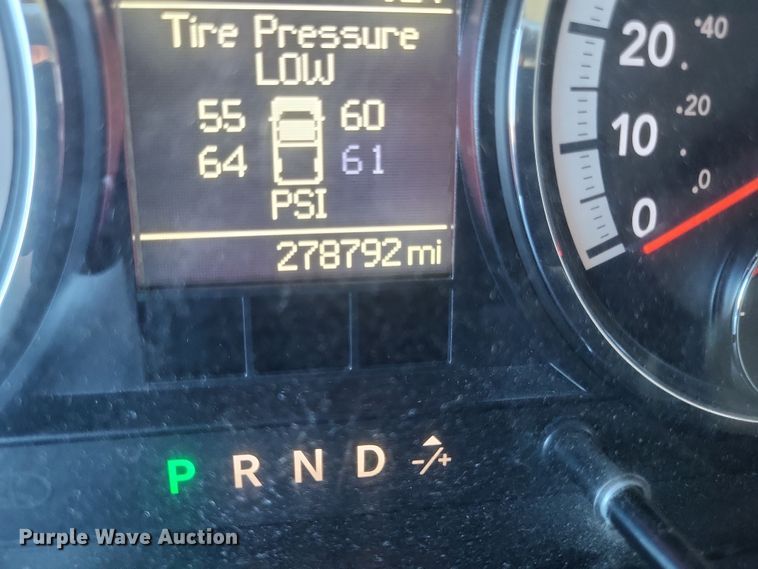 Tire Pressure
LOW
55 60
64 61
PSI
278792 mi
20 40
10 20
0 0
P R N D -/+
Purple Wave Auction